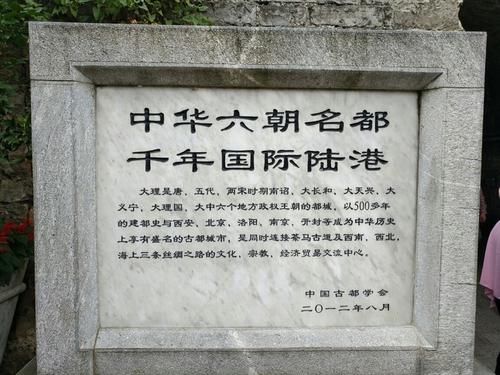 中华六朝名都
千年国际陆港
大理是唐、五代、两宋时期南诏、大长和、大天兴、大
义宁、大理国、大中六个地方政权王朝的都城。以500多年
的建都史与西安、北京、洛阳、南京、开封等成为中华历史
上享有盛名的古都城市，是同时连接茶马古道及西南、西北，
海上三条丝绸之路的文化、宗教、经济贸易交流中心。
中国古都学会
二〇一二年八月